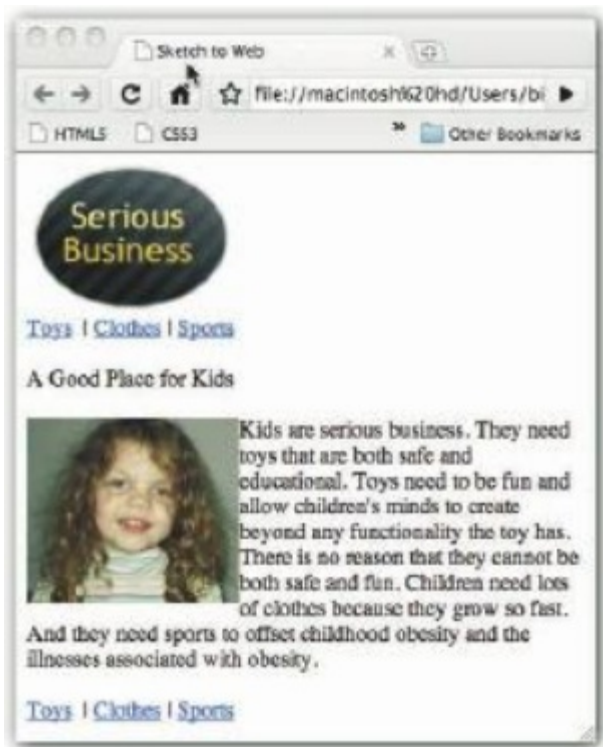 Sketch to Web
file://macintosh%20hd/Users/bi
HTML5 CSS3 » Other Bookmarks
Serious
Business
Toys | Clothes | Sports
A Good Place for Kids
Kids are serious business. They need
toys that are both safe and
educational. Toys need to be fun and
allow children's minds to create
beyond any functionality the toy has.
There is no reason that they cannot be
both safe and fun. Children need lots
of clothes because they grow so fast.
And they need sports to offset childhood obesity and the
illnesses associated with obesity.
Toys | Clothes | Sports